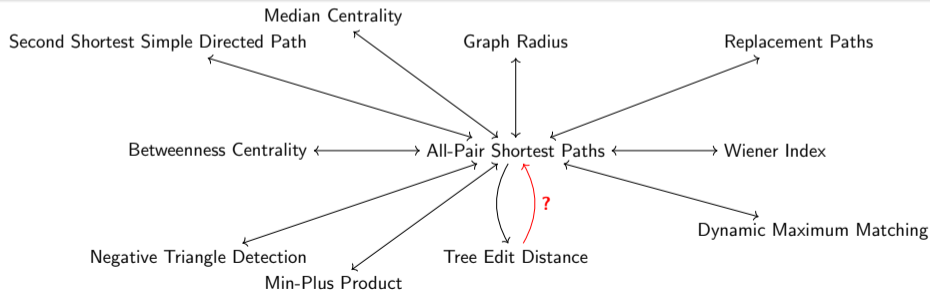 Median Centrality
Second Shortest Simple Directed Path
Graph Radius
Replacement Paths
Betweenness Centrality
All-Pair Shortest Paths
Wiener Index
?
Dynamic Maximum Matching
Negative Triangle Detection
Tree Edit Distance
Min-Plus Product